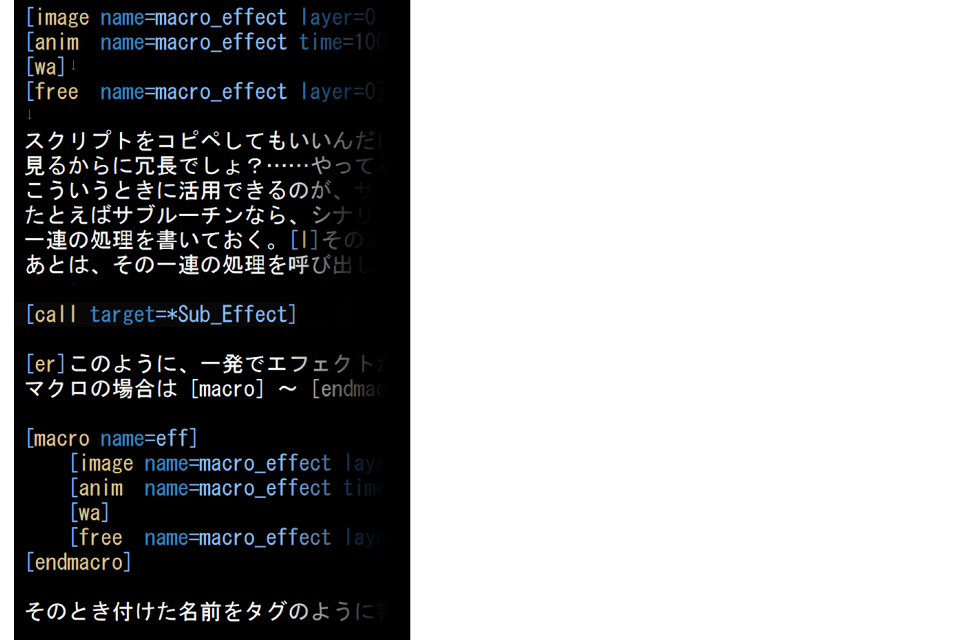 [image name=macro_effect layer=0
[anim name=macro_effect time=100
[wa]↓
[free name=macro_effect layer=0]
↓
スクリプトをコピペしてもいいんだけ
見るからに冗長でしょ？……やって
こういうときに活用できるのが、サ
たとえばサブルーチンなら、シナリ
一連の処理を書いておく。[l]その
あとは、その一連の処理を呼び出し
[call target=*Sub_Effect]
[er]このように、一発でエフェクトが
マクロの場合は [macro] ～ [endmac
[macro name=eff]
[image name=macro_effect laye
[anim name=macro_effect time
[wa]
[free name=macro_effect laye
[endmacro]
そのとき付けた名前をタグのように